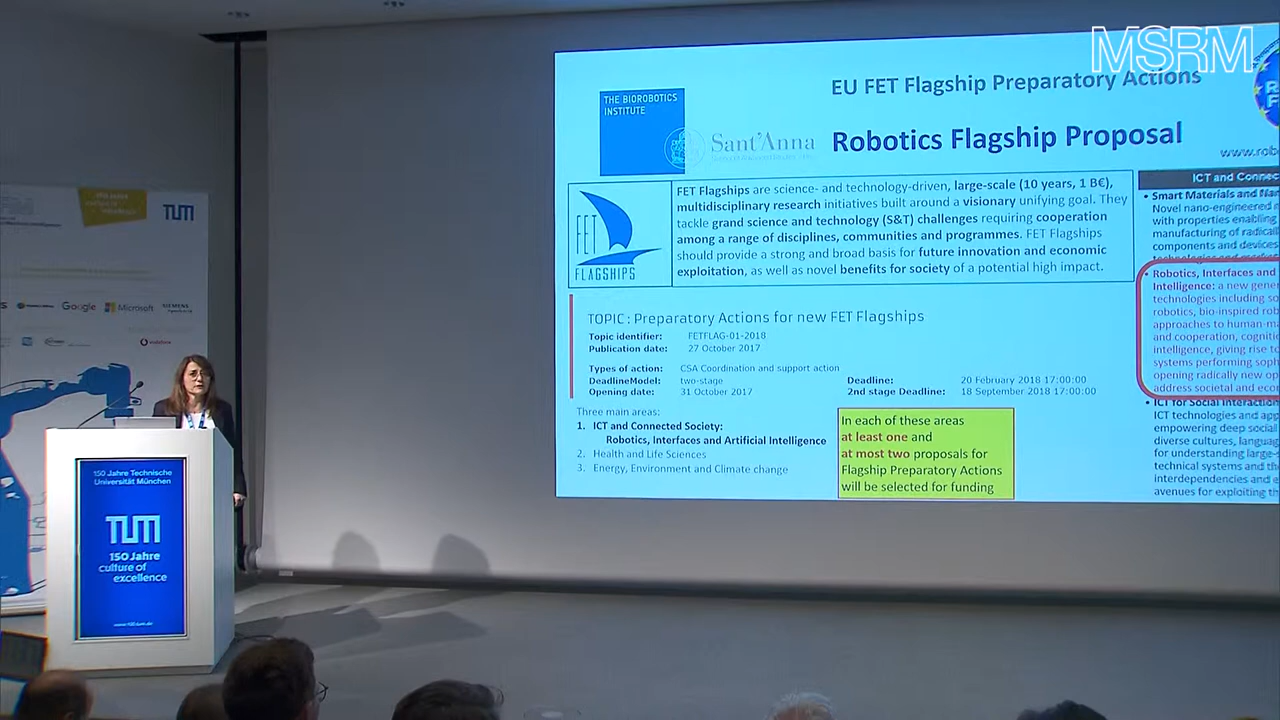 MSRM
EU FET Flagship Preparatory Actions
THE BIOROBOTICS
INSTITUTE
Sant'Anna
Robotics Flagship Proposal
FET Flagships are science- and technology-driven, large-scale (10 years, 1 B€),
multidisciplinary research initiatives built around a visionary unifying goal. They
tackle grand science and technology (S&T) challenges requiring cooperation
among a range of disciplines, communities and programmes. FET Flagships
should provide a strong and broad basis for future innovation and economic
exploitation, as well as novel benefits for society of a potential high impact.
FET
FLAGSHIPS
TOPIC : Preparatory Actions for new FET Flagships
Topic identifier: FETFLAG-01-2018
Publication date: 27 October 2017
Types of action: CSA Coordination and support action
DeadlineModel: two-stage Deadline: 20 February 2018 17:00:00
Opening date: 31 October 2017 2nd stage Deadline: 18 September 2018 17:00:00
Three main areas:
1. ICT and Connected Society:
Robotics, Interfaces and Artificial Intelligence
2. Health and Life Sciences
3. Energy, Environment and Climate change
In each of these areas
at least one and
at most two proposals for
Flagship Preparatory Actions
will be selected for funding
www.rob
ICT and Connec
• Smart Materials and
Novel nano-engineered
with properties enabling
manufacturing of radical
components and devices
• Robotics, Interfaces and
Intelligence: a new gener
technologies including so
robotics, bio-inspired rob
approaches to human-ma
and cooperation, cogniti
intelligence, giving rise to
systems performing soph
opening radically new op
address societal and econ
• ICT for Social Interaction
ICT technologies and app
empowering deep social
diverse cultures, languag
for understanding large-s
technical systems and th
interdependencies and e
avenues for exploiting th
TUM
Google
Microsoft
SIEMENS
vodafone
150 Jahre Technische
Universität München
TUM
150 Jahre
culture of
excellence
www.150.tum.de